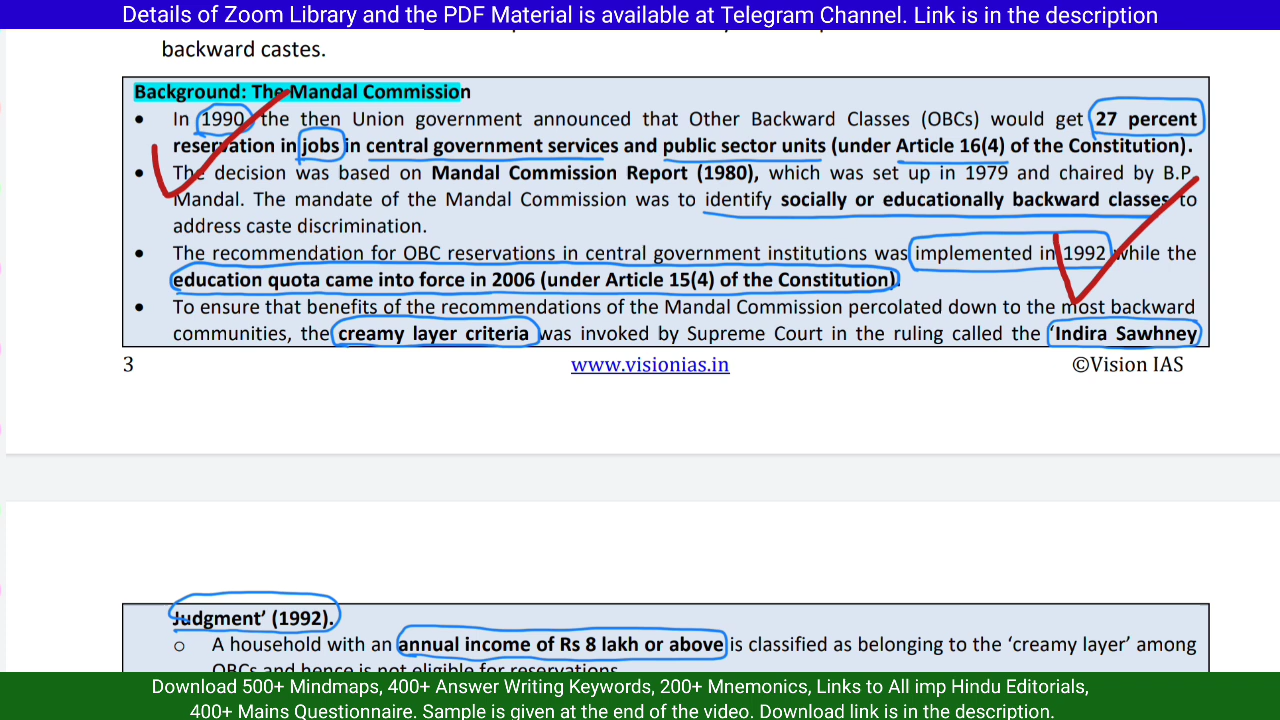 Details of Zoom Library and the PDF Material is available at Telegram Channel. Link is in the description
backward castes.
Background: The Mandal Commission
• In 1990 the then Union government announced that Other Backward Classes (OBCs) would get 27 percent
reservation in jobs in central government services and public sector units (under Article 16(4) of the Constitution).
• The decision was based on Mandal Commission Report (1980), which was set up in 1979 and chaired by B.P.
Mandal. The mandate of the Mandal Commission was to identify socially or educationally backward classes to
address caste discrimination.
• The recommendation for OBC reservations in central government institutions was implemented in 1992 while the
education quota came into force in 2006 (under Article 15(4) of the Constitution).
• To ensure that benefits of the recommendations of the Mandal Commission percolated down to the most backward
communities, the creamy layer criteria was invoked by Supreme Court in the ruling called the ‘Indira Sawhney
3 www.visionias.in ©Vision IAS
Judgment’ (1992).
o A household with an annual income of Rs 8 lakh or above is classified as belonging to the ‘creamy layer’ among
OBCs and hence is not eligible for reservations.
Download 500+ Mindmaps, 400+ Answer Writing Keywords, 200+ Mnemonics, Links to All imp Hindu Editorials,
400+ Mains Questionnaire. Sample is given at the end of the video. Download link is in the description.